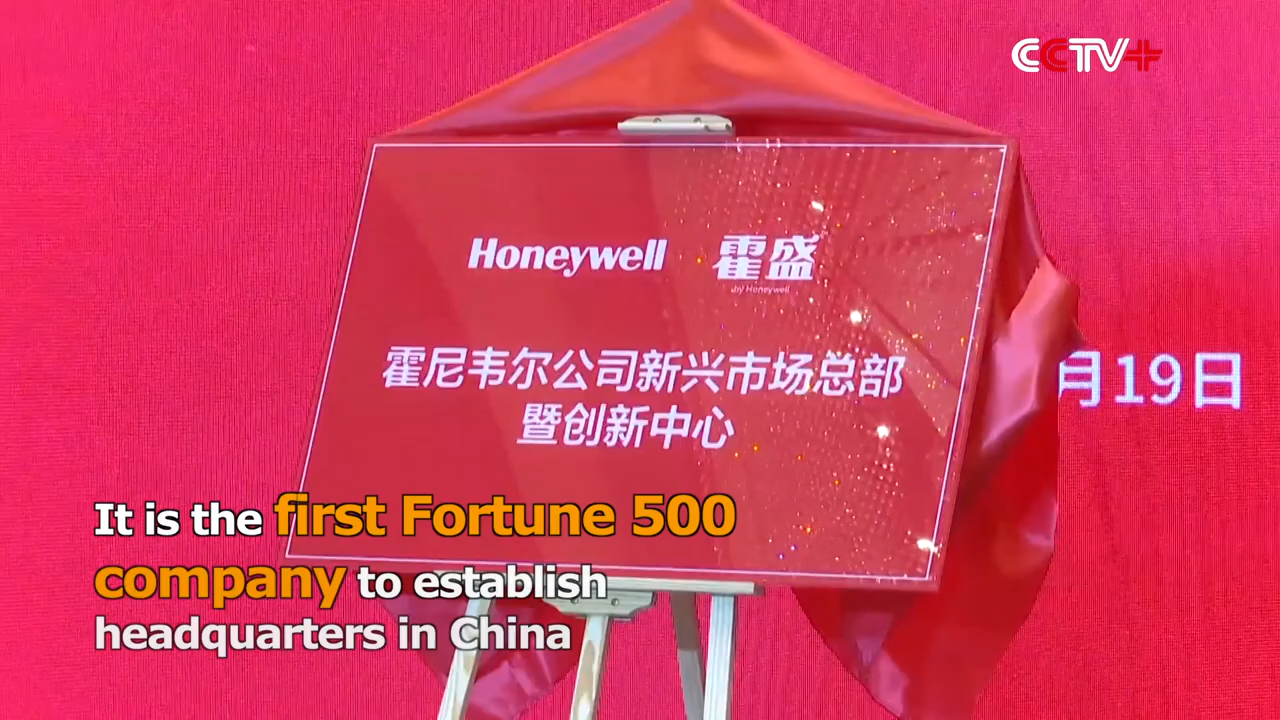 CCTV+
Honeywell 霍盛
by Honeywell
霍尼韦尔公司新兴市场总部
暨创新中心
月19日
It is the first Fortune 500
company to establish
headquarters in China